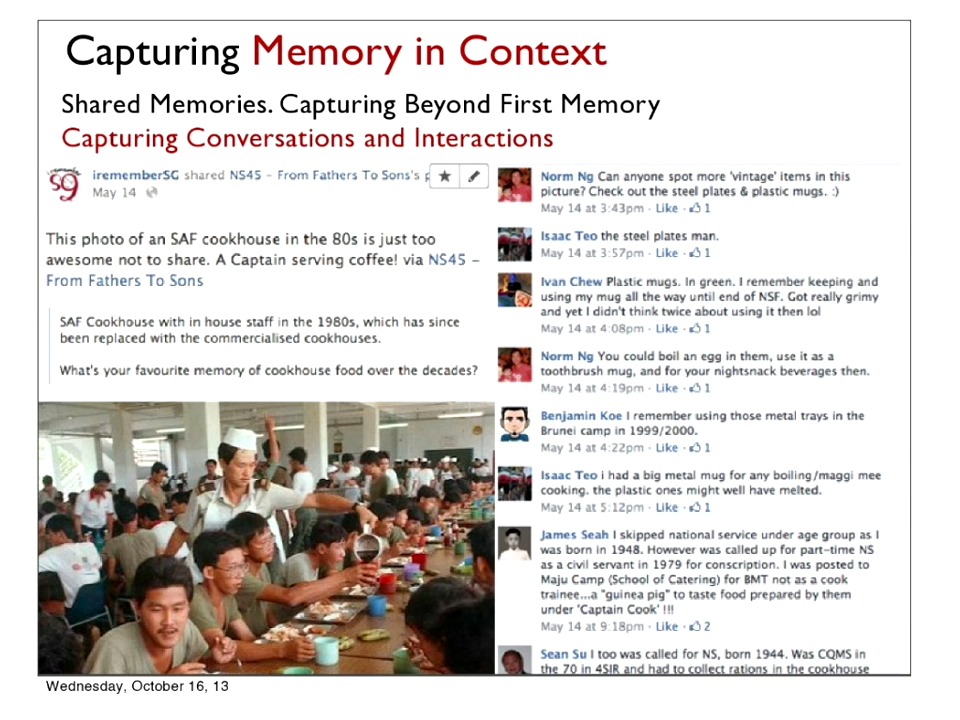 Capturing Memory in Context
Shared Memories. Capturing Beyond First Memory
Capturing Conversations and Interactions
irememberSG shared NS45 - From Fathers To Sons's
May 14
This photo of an SAF cookhouse in the 80s is just too
awesome not to share. A Captain serving coffee! via NS45 –
From Fathers To Sons
SAF Cookhouse with in house staff in the 1980s, which has since
been replaced with the commercialised cookhouses.
What's your favourite memory of cookhouse food over the decades?
Norm Ng Can anyone spot more 'vintage' items in this
picture? Check out the steel plates & plastic mugs. :)
May 14 at 3:43pm · Like · 1
Isaac Teo the steel plates man.
May 14 at 3:57pm · Like · 1
Ivan Chew Plastic mugs. In green. I remember keeping and
using my mug all the way until end of NSF. Got really grimy
and yet I didn't think twice about using it then lol
May 14 at 4:08pm · Like · 1
Norm Ng You could boil an egg in them, use it as a
toothbrush mug, and for your nightsnack beverages then.
May 14 at 4:19pm · Like · 1
Benjamin Koe I remember using those metal trays in the
Brunei camp in 1999/2000.
May 14 at 4:22pm · Like · 1
Isaac Teo i had a big metal mug for any boiling/maggi mee
cooking. the plastic ones might well have melted.
May 14 at 5:12pm · Like · 1
James Seah I skipped national service under age group as I
was born in 1948. However was called up for part-time NS
as a civil servant in 1979 for conscription. I was posted to
Maju Camp (School of Catering) for BMT not as a cook
trainee...a "guinea pig" to taste food prepared by them
under 'Captain Cook' !!!
May 14 at 9:18pm · Like · 2
Sean Su I too was called for NS, born 1944. Was CQMS in
the 70 in 4SIR and had to collect rations in the cookhouse
Wednesday, October 16, 13